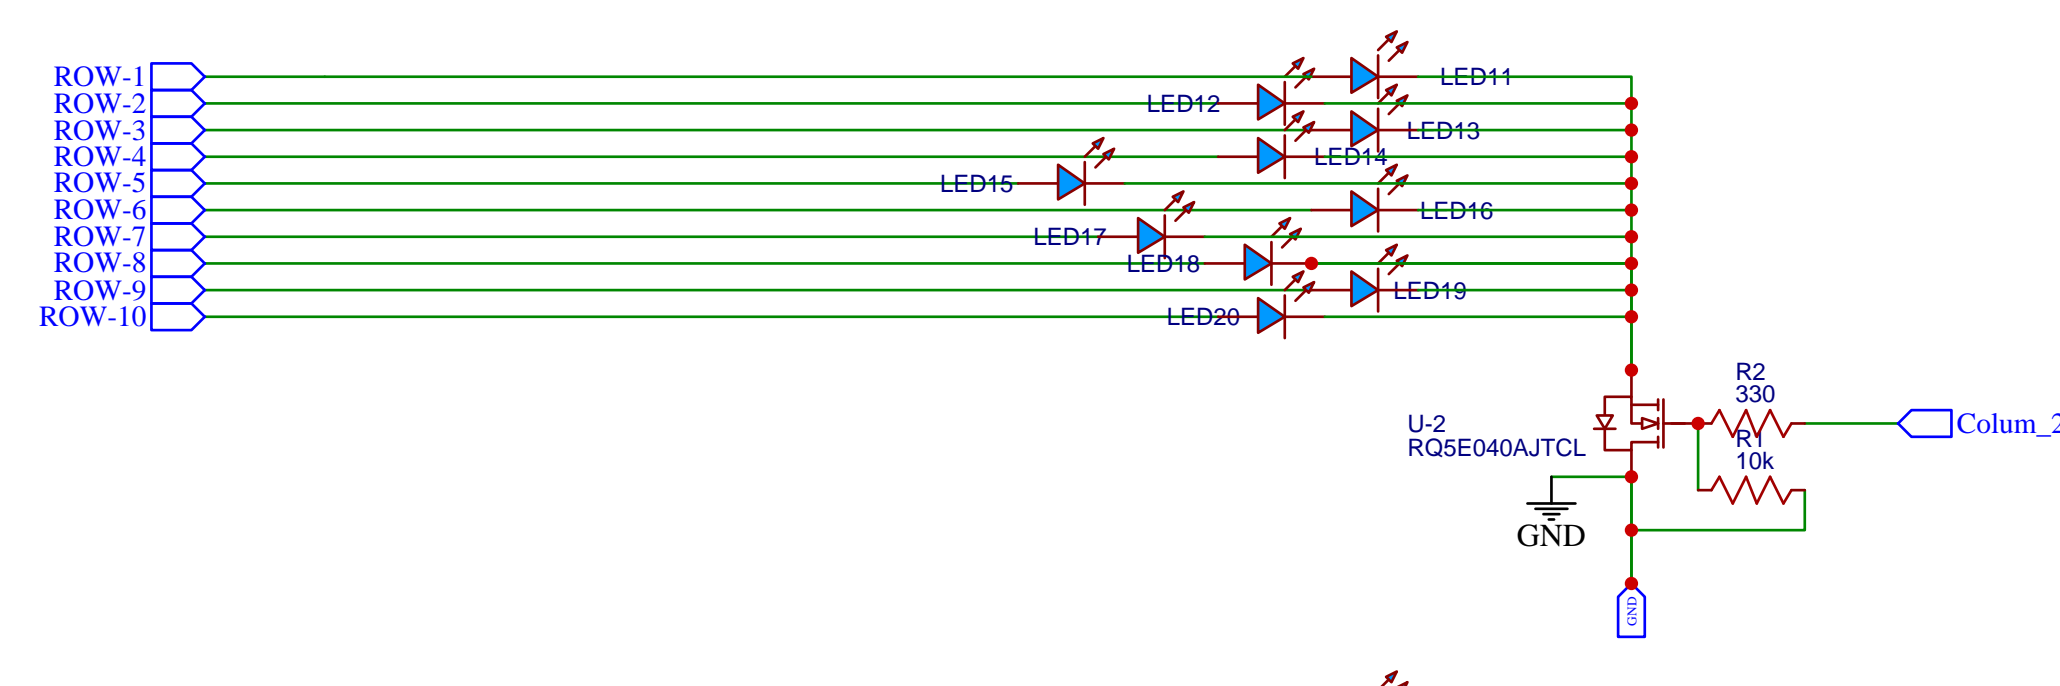 ROW-1
LED11
ROW-2
LED12
ROW-3
LED13
ROW-4
LED14
ROW-5
LED15
ROW-6
LED16
ROW-7
LED17
ROW-8
LED18
ROW-9
LED19
ROW-10
LED20
R2
330
U-2
RQ5E040AJTCL
Colum_2
R1
10k
GND
GND